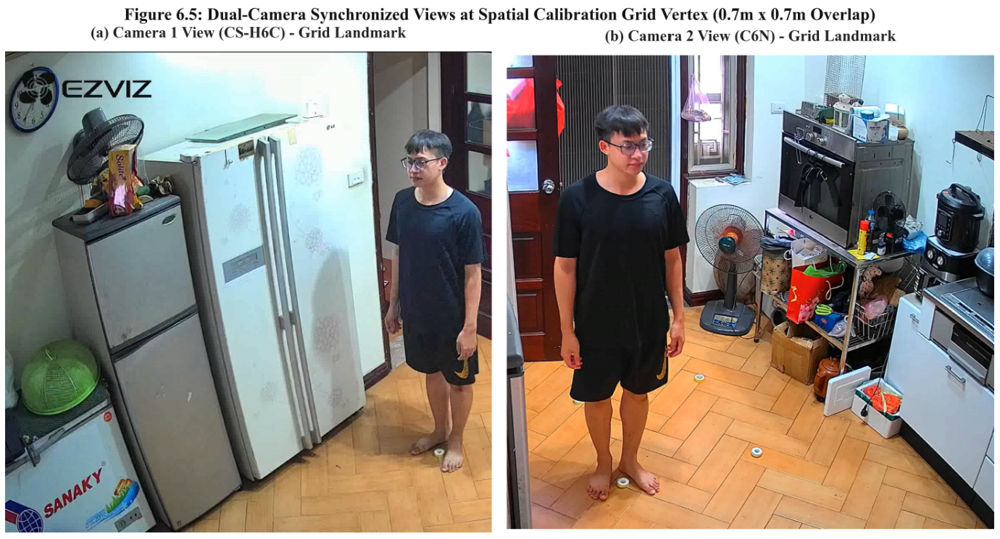 Figure 6.5: Dual-Camera Synchronized Views at Spatial Calibration Grid Vertex (0.7m x 0.7m Overlap)
(a) Camera 1 View (CS-H6C) - Grid Landmark
(b) Camera 2 View (C6N) - Grid Landmark
EZVIZ
Solite
SANAKY